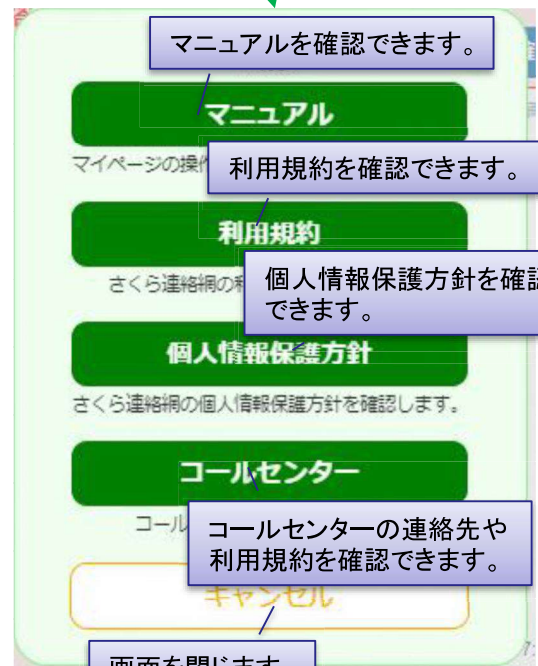 マニュアルを確認できます。
マニュアル
マイページの操作
利用規約を確認できます。
利用規約
さくら連絡網の利
個人情報保護方針を確認
できます。
個人情報保護方針
さくら連絡網の個人情報保護方針を確認します。
コールセンター
コール
コールセンターの連絡先や
利用規約を確認できます。
キャンセル
画面を閉じます